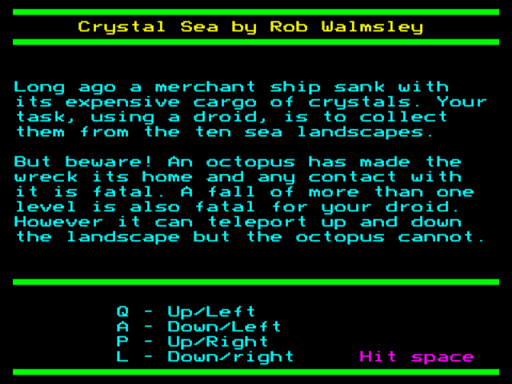 Crystal Sea by Rob Walmsley
Long ago a merchant ship sank with
its expensive cargo of crystals. Your
task, using a droid, is to collect
them from the ten sea landscapes.
But beware! An octopus has made the
wreck its home and any contact with
it is fatal. A fall of more than one
level is also fatal for your droid.
However it can teleport up and down
the landscape but the octopus cannot.
Q - Up/Left
A - Down/Left
P - Up/Right
L - Down/right Hit space